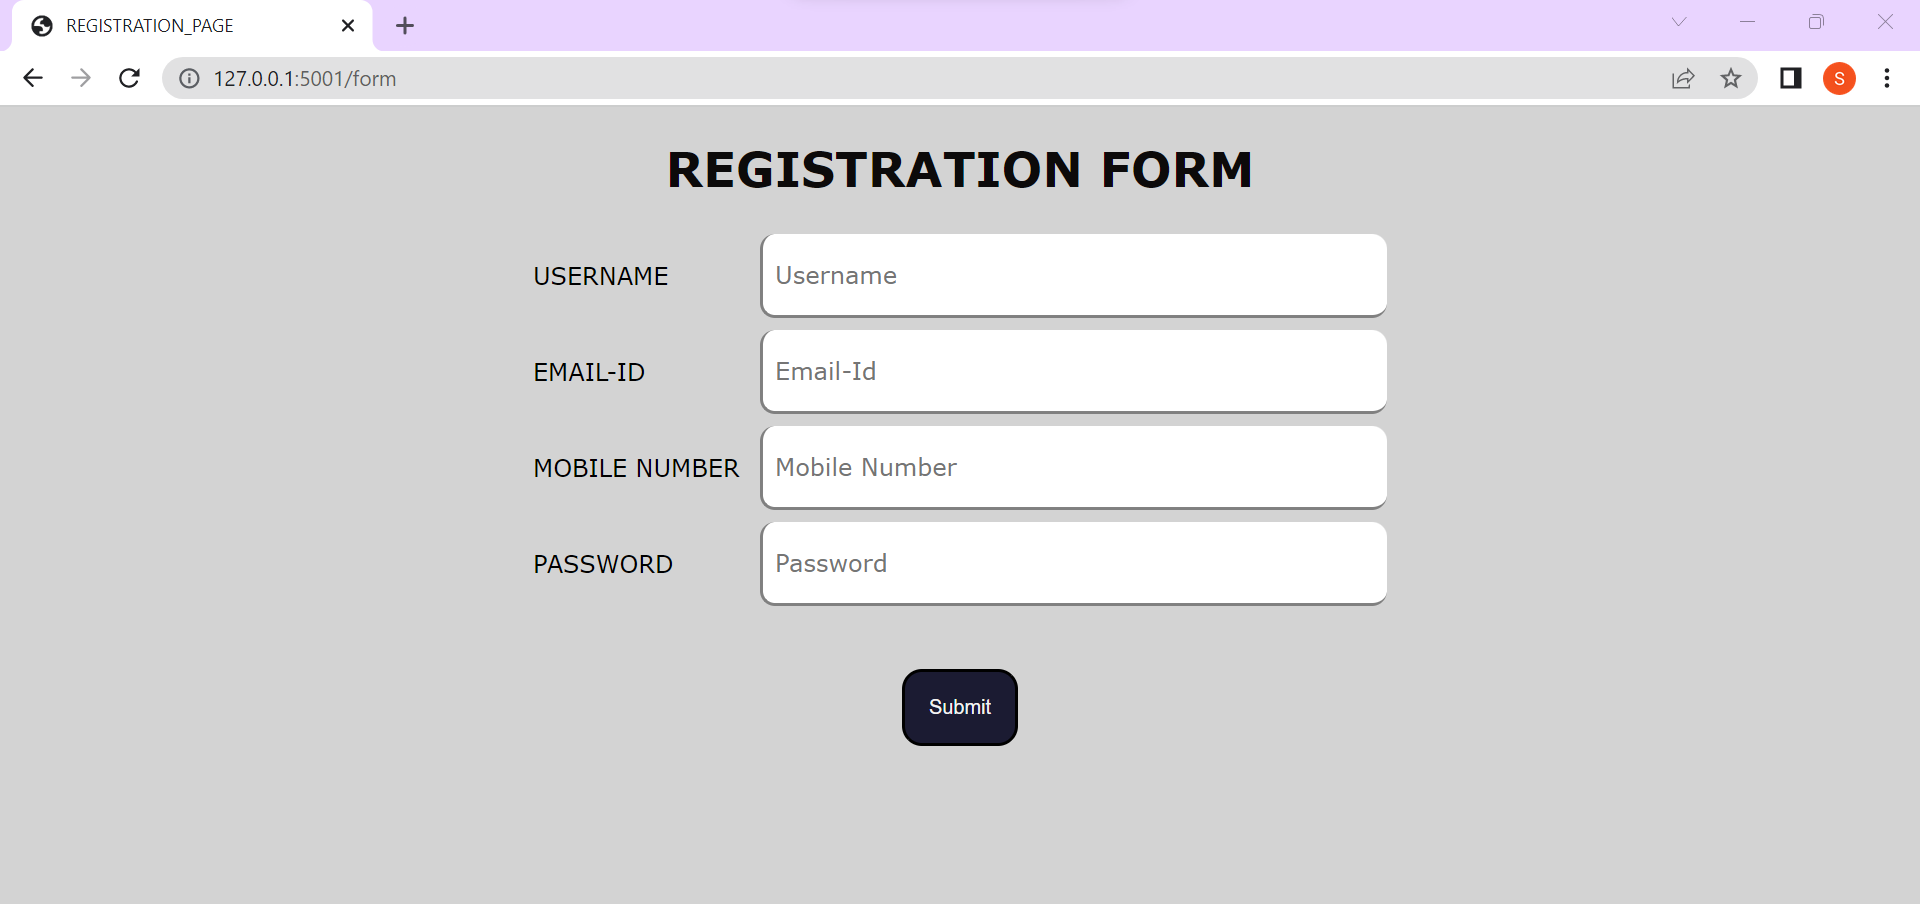 REGISTRATION_PAGE
127.0.0.1:5001/form
S
REGISTRATION FORM
USERNAME Username
EMAIL-ID Email-Id
MOBILE NUMBER Mobile Number
PASSWORD Password
Submit